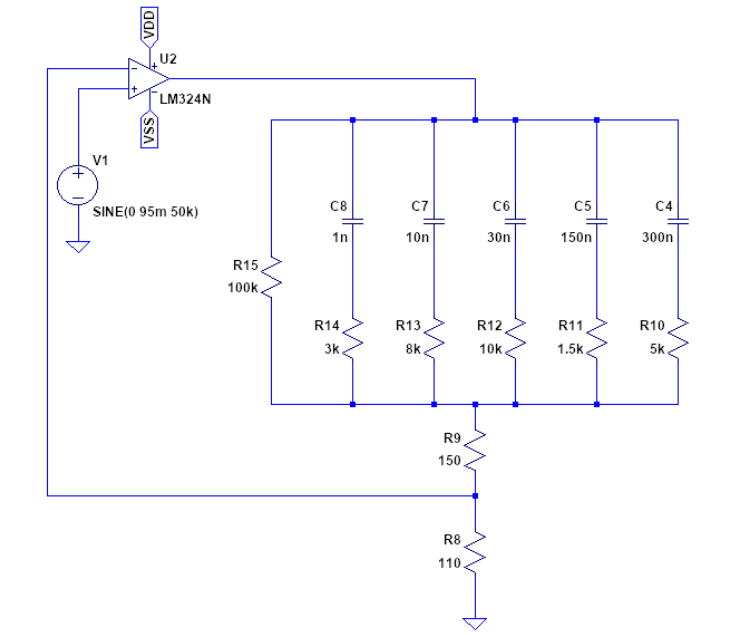 VDD
U2
LM324N
VSS
V1
SINE(0 95m 50k)
C8
1n
C7
10n
C6
30n
C5
150n
C4
300n
R15
100k
R14
3k
R13
8k
R12
10k
R11
1.5k
R10
5k
R9
150
R8
110